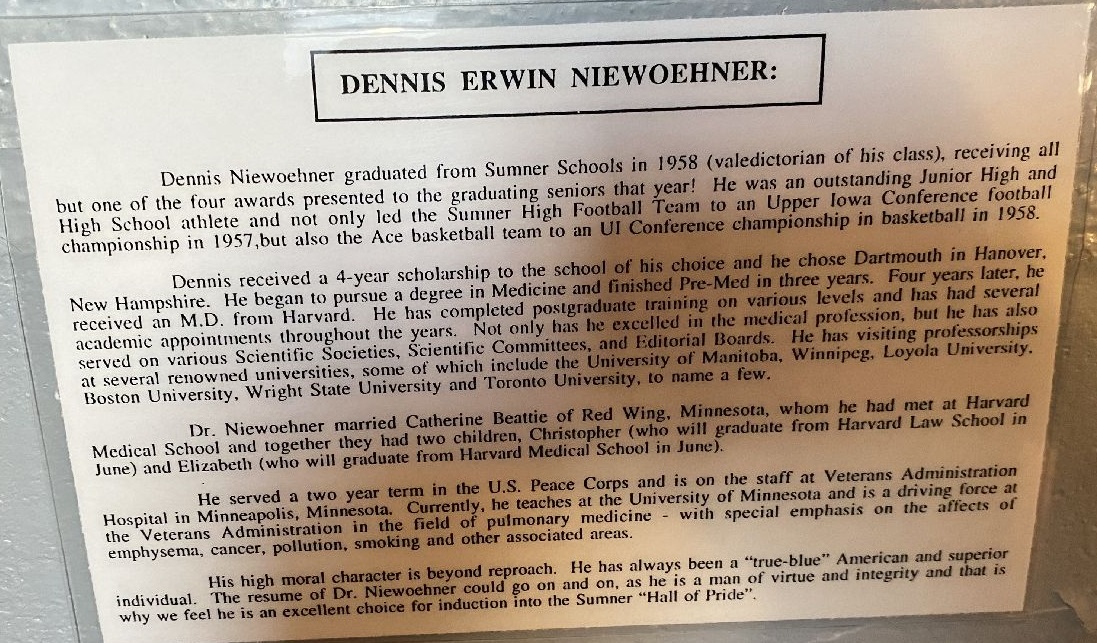 DENNIS ERWIN NIEWOEHNER:
Dennis Niewoehner graduated from Sumner Schools in 1958 (valedictorian of his class), receiving all
but one of the four awards presented to the graduating seniors that year! He was an outstanding Junior High and
High School athlete and not only led the Sumner High Football Team to an Upper Iowa Conference football
championship in 1957,but also the Ace basketball team to an UI Conference championship in basketball in 1958.
Dennis received a 4-year scholarship to the school of his choice and he chose Dartmouth in Hanover,
New Hampshire. He began to pursue a degree in Medicine and finished Pre-Med in three years. Four years later, he
received an M.D. from Harvard. He has completed postgraduate training on various levels and has had several
academic appointments throughout the years. Not only has he excelled in the medical profession, but he has also
served on various Scientific Societies, Scientific Committees, and Editorial Boards. He has visiting professorships
at several renowned universities, some of which include the University of Manitoba, Winnipeg, Loyola University,
Boston University, Wright State University and Toronto University, to name a few.
Dr. Niewoehner married Catherine Beattie of Red Wing, Minnesota, whom he had met at Harvard
Medical School and together they had two children, Christopher (who will graduate from Harvard Law School in
June) and Elizabeth (who will graduate from Harvard Medical School in June).
He served a two year term in the U.S. Peace Corps and is on the staff at Veterans Administration
Hospital in Minneapolis, Minnesota. Currently, he teaches at the University of Minnesota and is a driving force at
the Veterans Administration in the field of pulmonary medicine - with special emphasis on the affects of
emphysema, cancer, pollution, smoking and other associated areas.
His high moral character is beyond reproach. He has always been a "true-blue" American and superior
individual. The resume of Dr. Niewoehner could go on and on, as he is a man of virtue and integrity and that is
why we feel he is an excellent choice for induction into the Sumner "Hall of Pride".